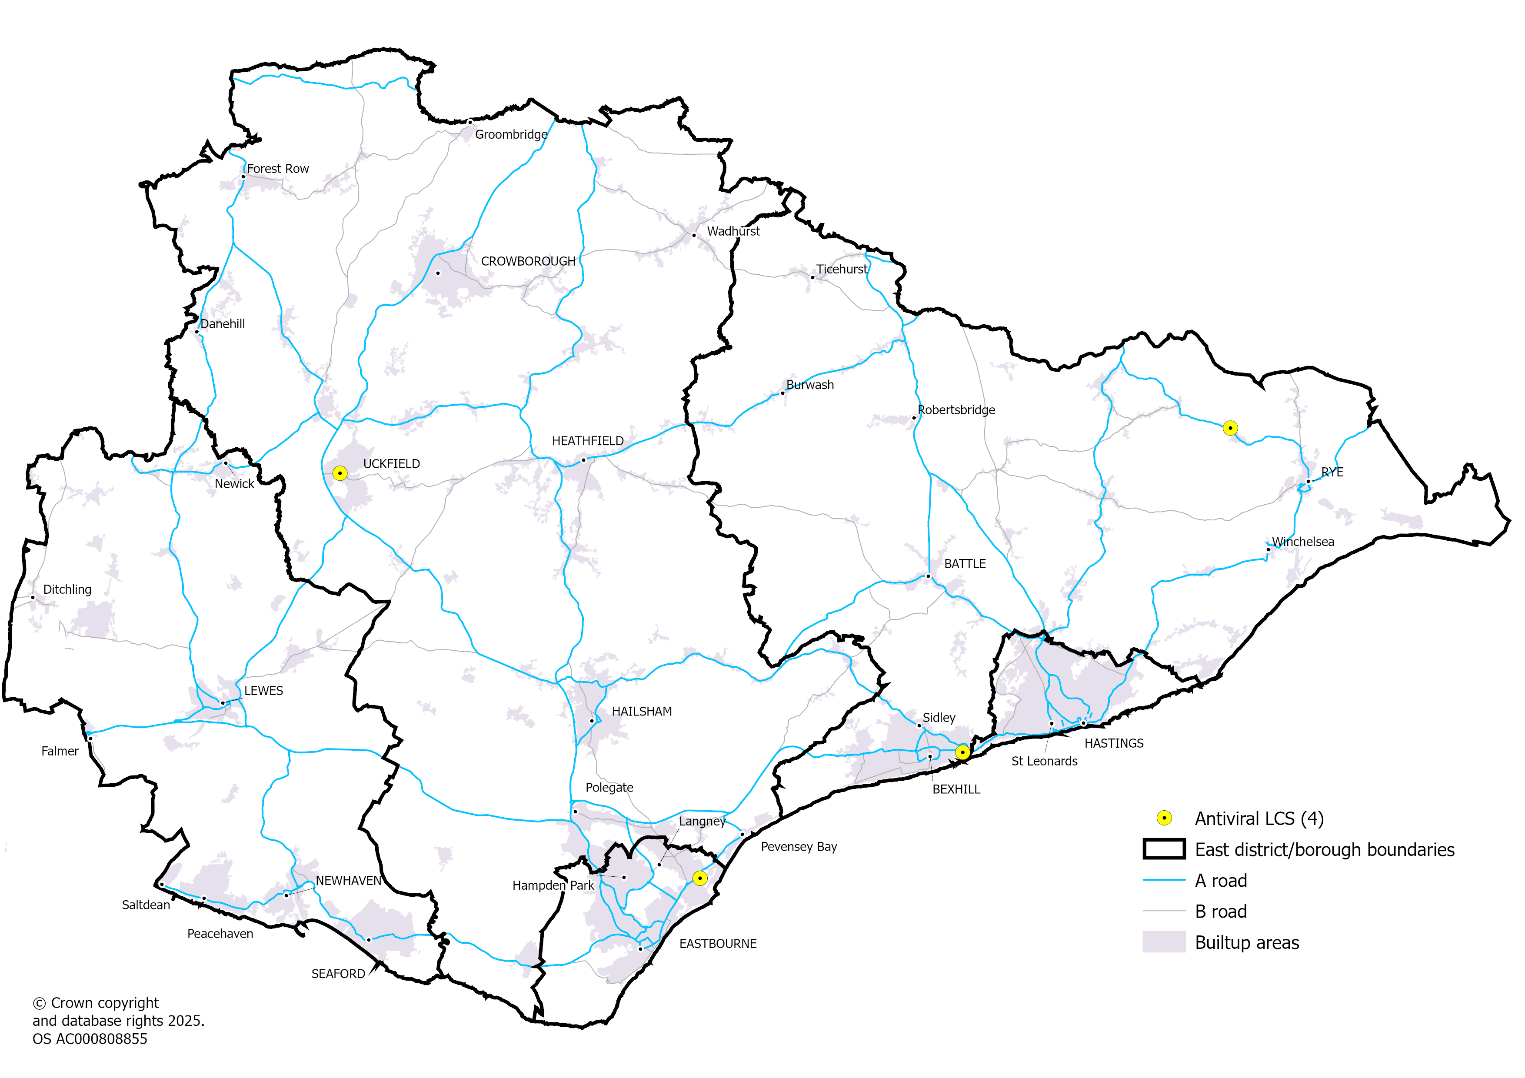 Groombridge
Forest Row
Wadhurst
CROWBOROUGH
Ticehurst
Danehill
Burwash
Robertsbridge
HEATHFIELD
UCKFIELD
RYE
Newick
Winchelsea
BATTLE
Ditchling
LEWES
HAILSHAM
Sidley
Falmer
HASTINGS
St Leonards
BEXHILL
Polegate
Langney
Pevensey Bay
NEWHAVEN
Hampden Park
Saltdean
Peacehaven
EASTBOURNE
SEAFORD
Antiviral LCS (4)
East district/borough boundaries
A road
B road
Builtup areas
© Crown copyright
and database rights 2025.
OS AC000808855